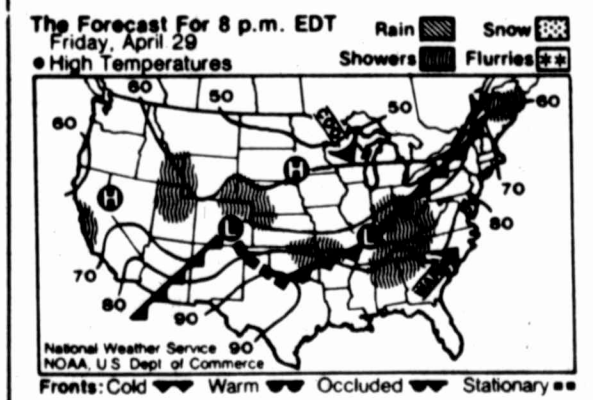 The Forecast For 8 p.m. EDT
Friday, April 29
● High Temperatures
Rain
Snow
Showers
Flurries
60
50
50
60
60
H
H
70
80
L
L
WARM
70
80
90
90
National Weather Service
NOAA, U S Dept of Commerce
Fronts: Cold Warm Occluded Stationary